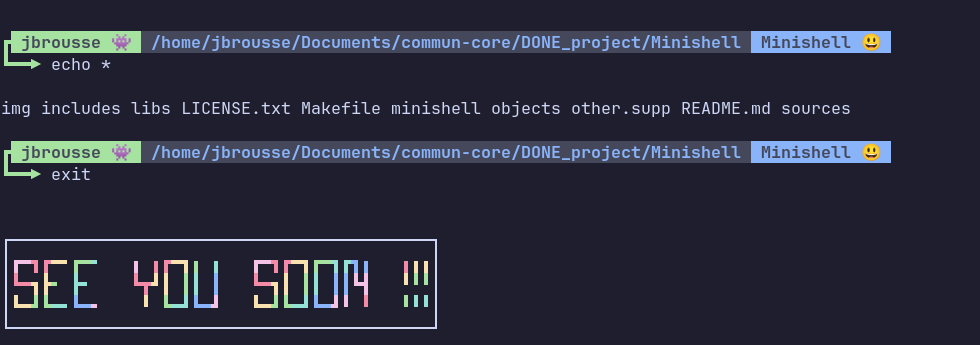 jbrousse 👾 /home/jbrousse/Documents/commun-core/DONE_project/Minishell Minishell 😃
echo *
img includes libs LICENSE.txt Makefile minishell objects other.supp README.md sources
jbrousse 👾 /home/jbrousse/Documents/commun-core/DONE_project/Minishell Minishell 😃
exit
SEE YOU SOON !!!